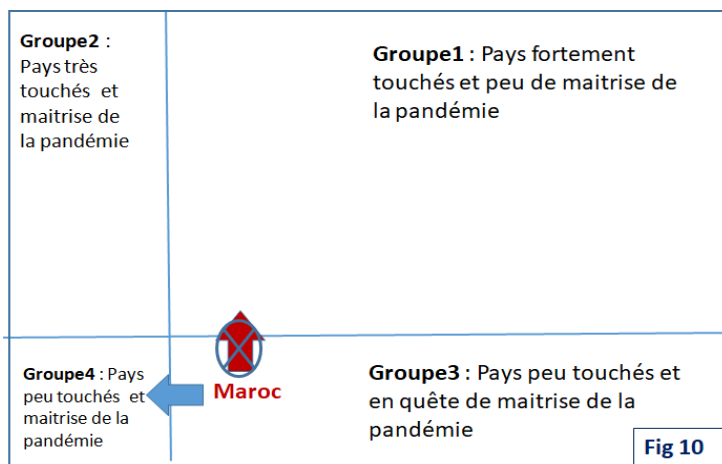 Groupe2 :
Pays très
touchés et
maitrise de
la pandémie
Groupe1 : Pays fortement
touchés et peu de maitrise de
la pandémie
Groupe4 : Pays
peu touchés et
maitrise de la
pandémie
Maroc
Groupe3 : Pays peu touchés et
en quête de maitrise de la
pandémie
Fig 10